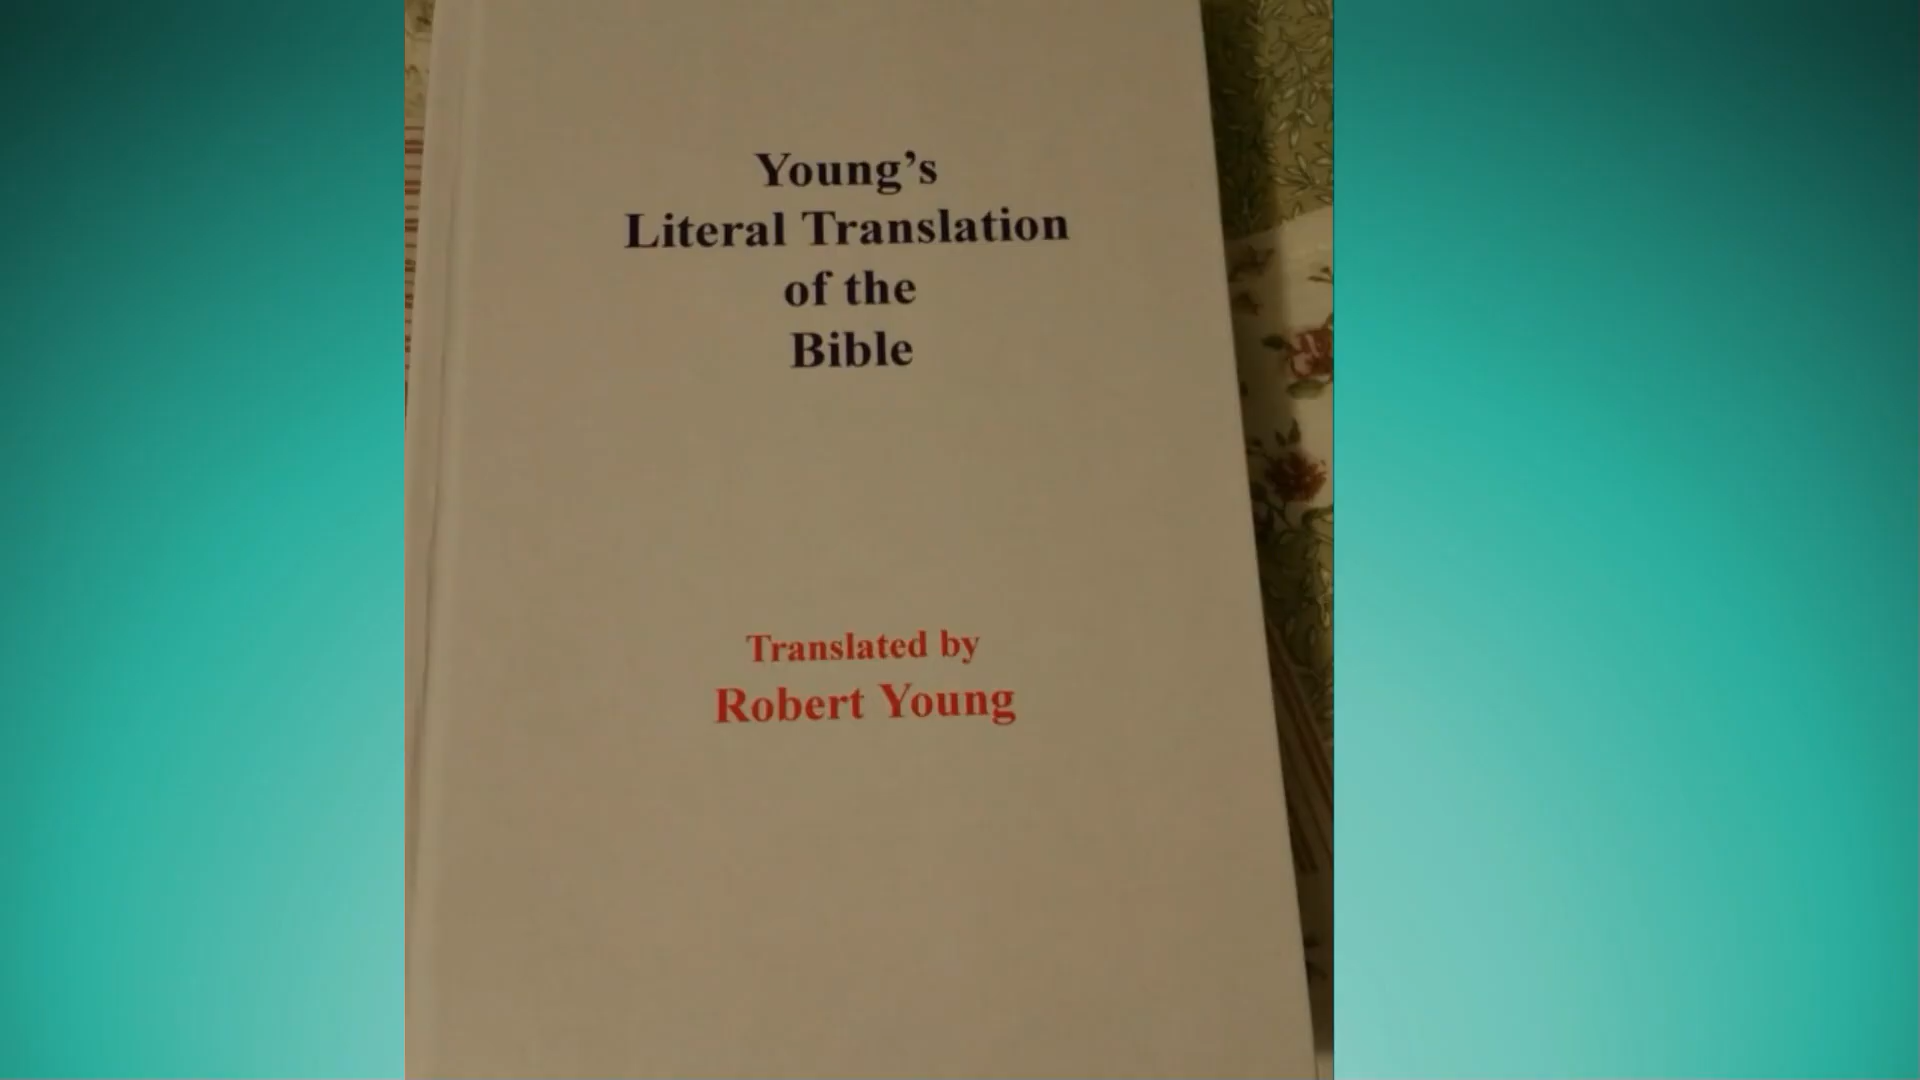 Young’s
Literal Translation
of the
Bible
Translated by
Robert Young